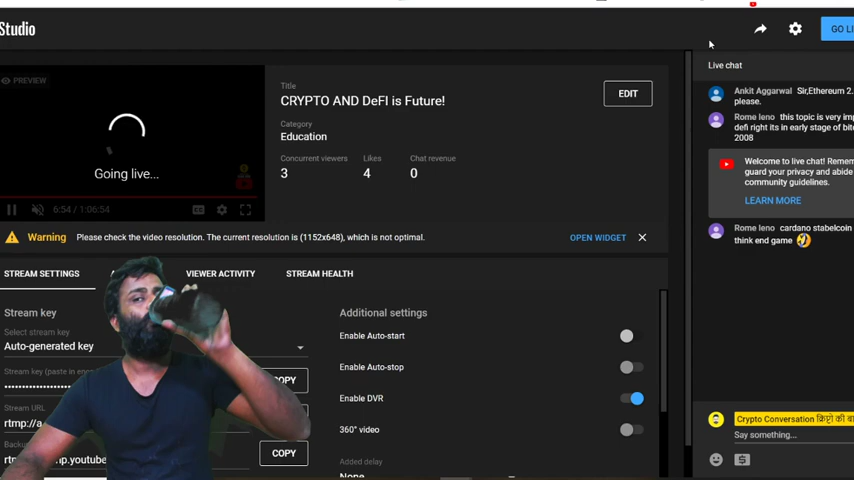 Studio
GO LI
PREVIEW
Going live...
6:54 / 1:06:54
Title
CRYPTO AND DeFI is Future!
EDIT
Category
Education
Concurrent viewers
Likes
Chat revenue
3
4
0
Warning
Please check the video resolution. The current resolution is (1152x648), which is not optimal.
OPEN WIDGET
STREAM SETTINGS
A
VIEWER ACTIVITY
STREAM HEALTH
Stream key
Select stream key
Auto-generated key
Stream key (paste in enco
COPY
Stream URL
rtmp://a
Backu
rt
mp.youtube
COPY
Additional settings
Enable Auto-start
Enable Auto-stop
Enable DVR
360° video
Added delay
None
Live chat
Ankit Aggarwal Sir,Ethereum 2.
please.
Rome leno this topic is very imp
defi right its in early stage of bit
2008
Welcome to live chat! Remem
guard your privacy and abide
community guidelines.
LEARN MORE
Rome leno cardano stabelcoin
think end game
Crypto Conversation क्रिप्टो की बा
Say something...